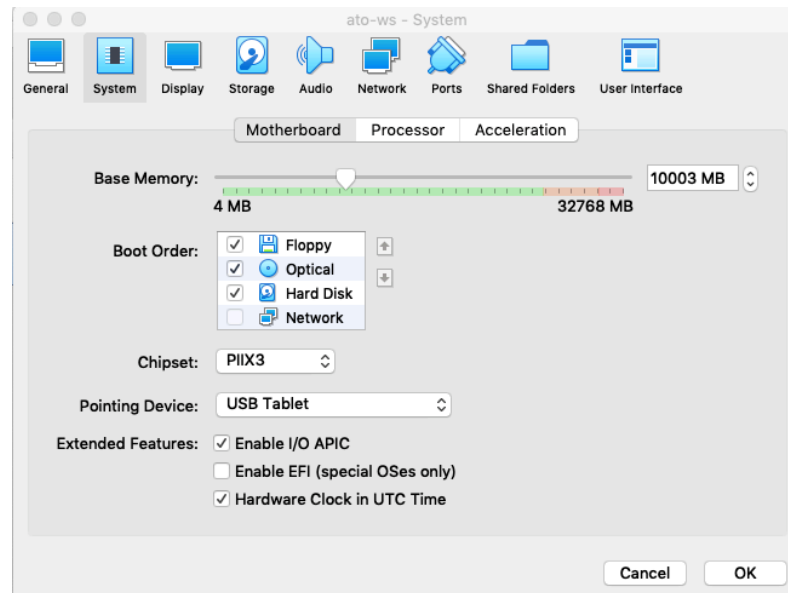 ato-ws - System
General System Display Storage Audio Network Ports Shared Folders User Interface
Motherboard Processor Acceleration
Base Memory: 10003 MB
4 MB 32768 MB
Boot Order: Floppy
Optical
Hard Disk
Network
Chipset: PIIX3
Pointing Device: USB Tablet
Extended Features: Enable I/O APIC
Enable EFI (special OSes only)
Hardware Clock in UTC Time
Cancel OK